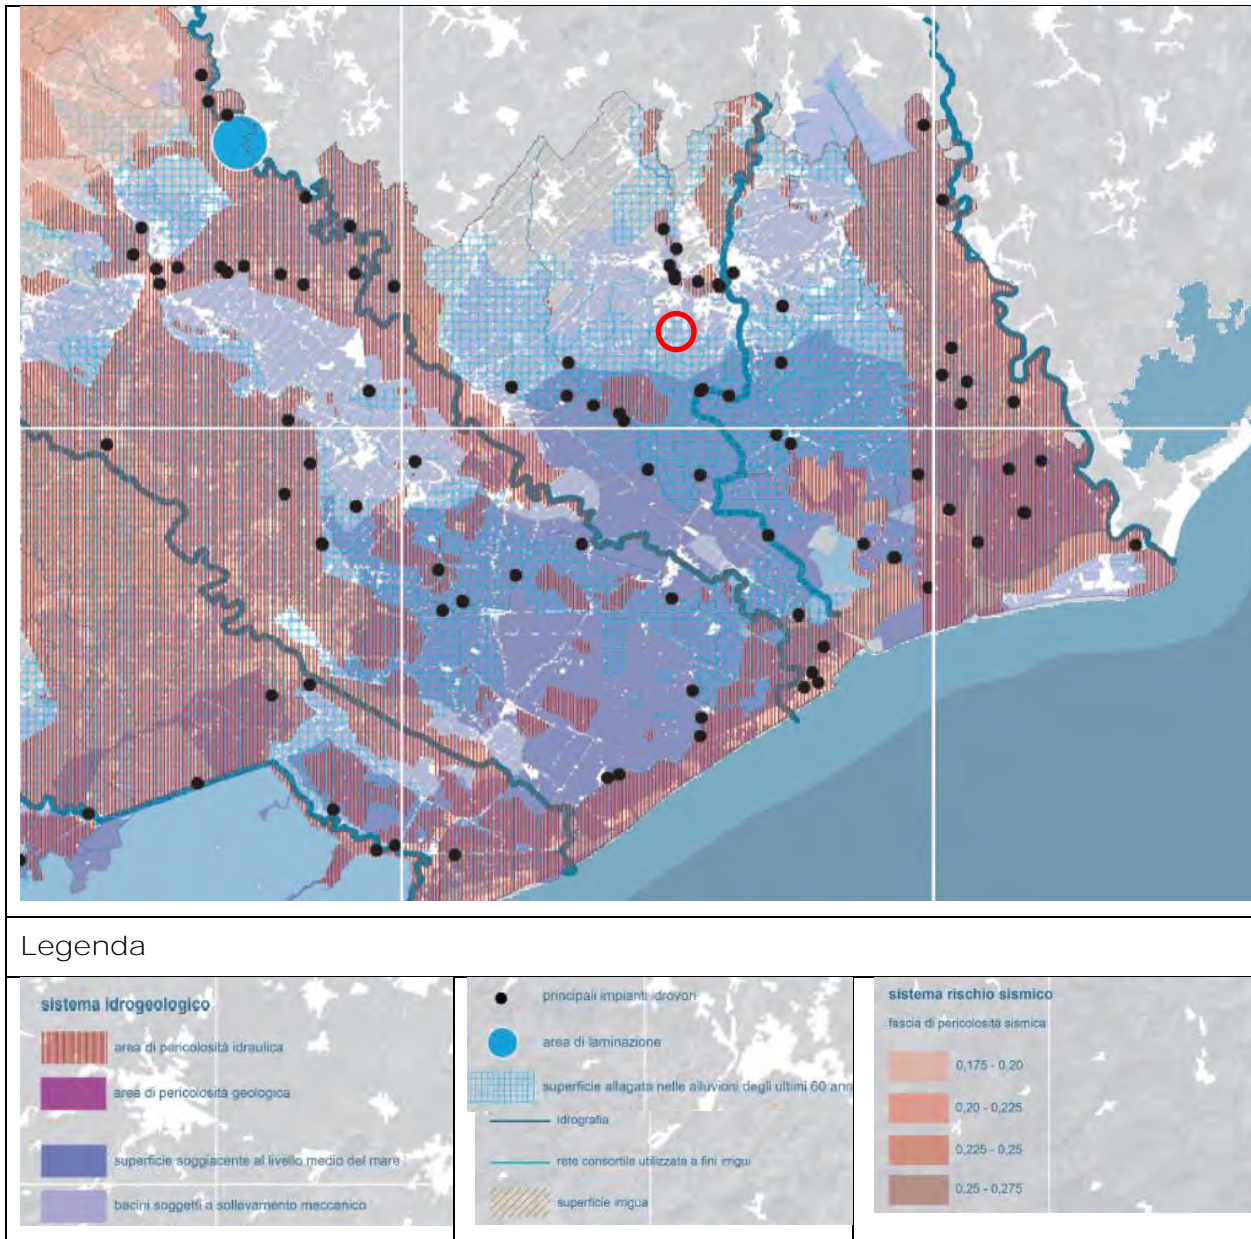 Legenda
sistema idrogeologico
area di pericolosità idraulica
area di pericolosità geologica
superficie soggiacente al livello medio del mare
bacini soggetti a sollevamento meccanico
principali impianti idrovori
area di laminazione
superficie allagata nelle alluvioni degli ultimi 60 ann
idrografia
rete consortile utilizzata a fini irrigui
superficie irrigua
sistema rischio sismico
fascia di pericolosità sismica
0,175 - 0,20
0,20 - 0,225
0,225 - 0,25
0.25 - 0,275